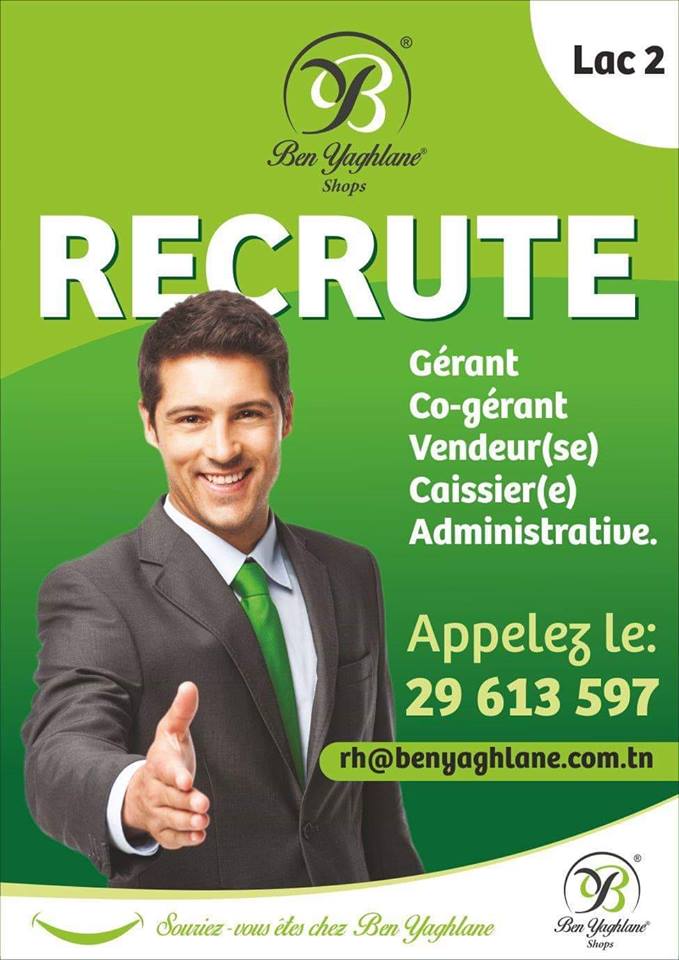 Lac 2
Ben Yaghlane®
Shops
RECRUTE
Gérant
Co-gérant
Vendeur(se)
Caissier(e)
Administrative.
Appelez le:
29 613 597
rh@benyaghlane.com.tn
Souriez-vous êtes chez Ben Yaghlane
Ben Yaghlane®
Shops